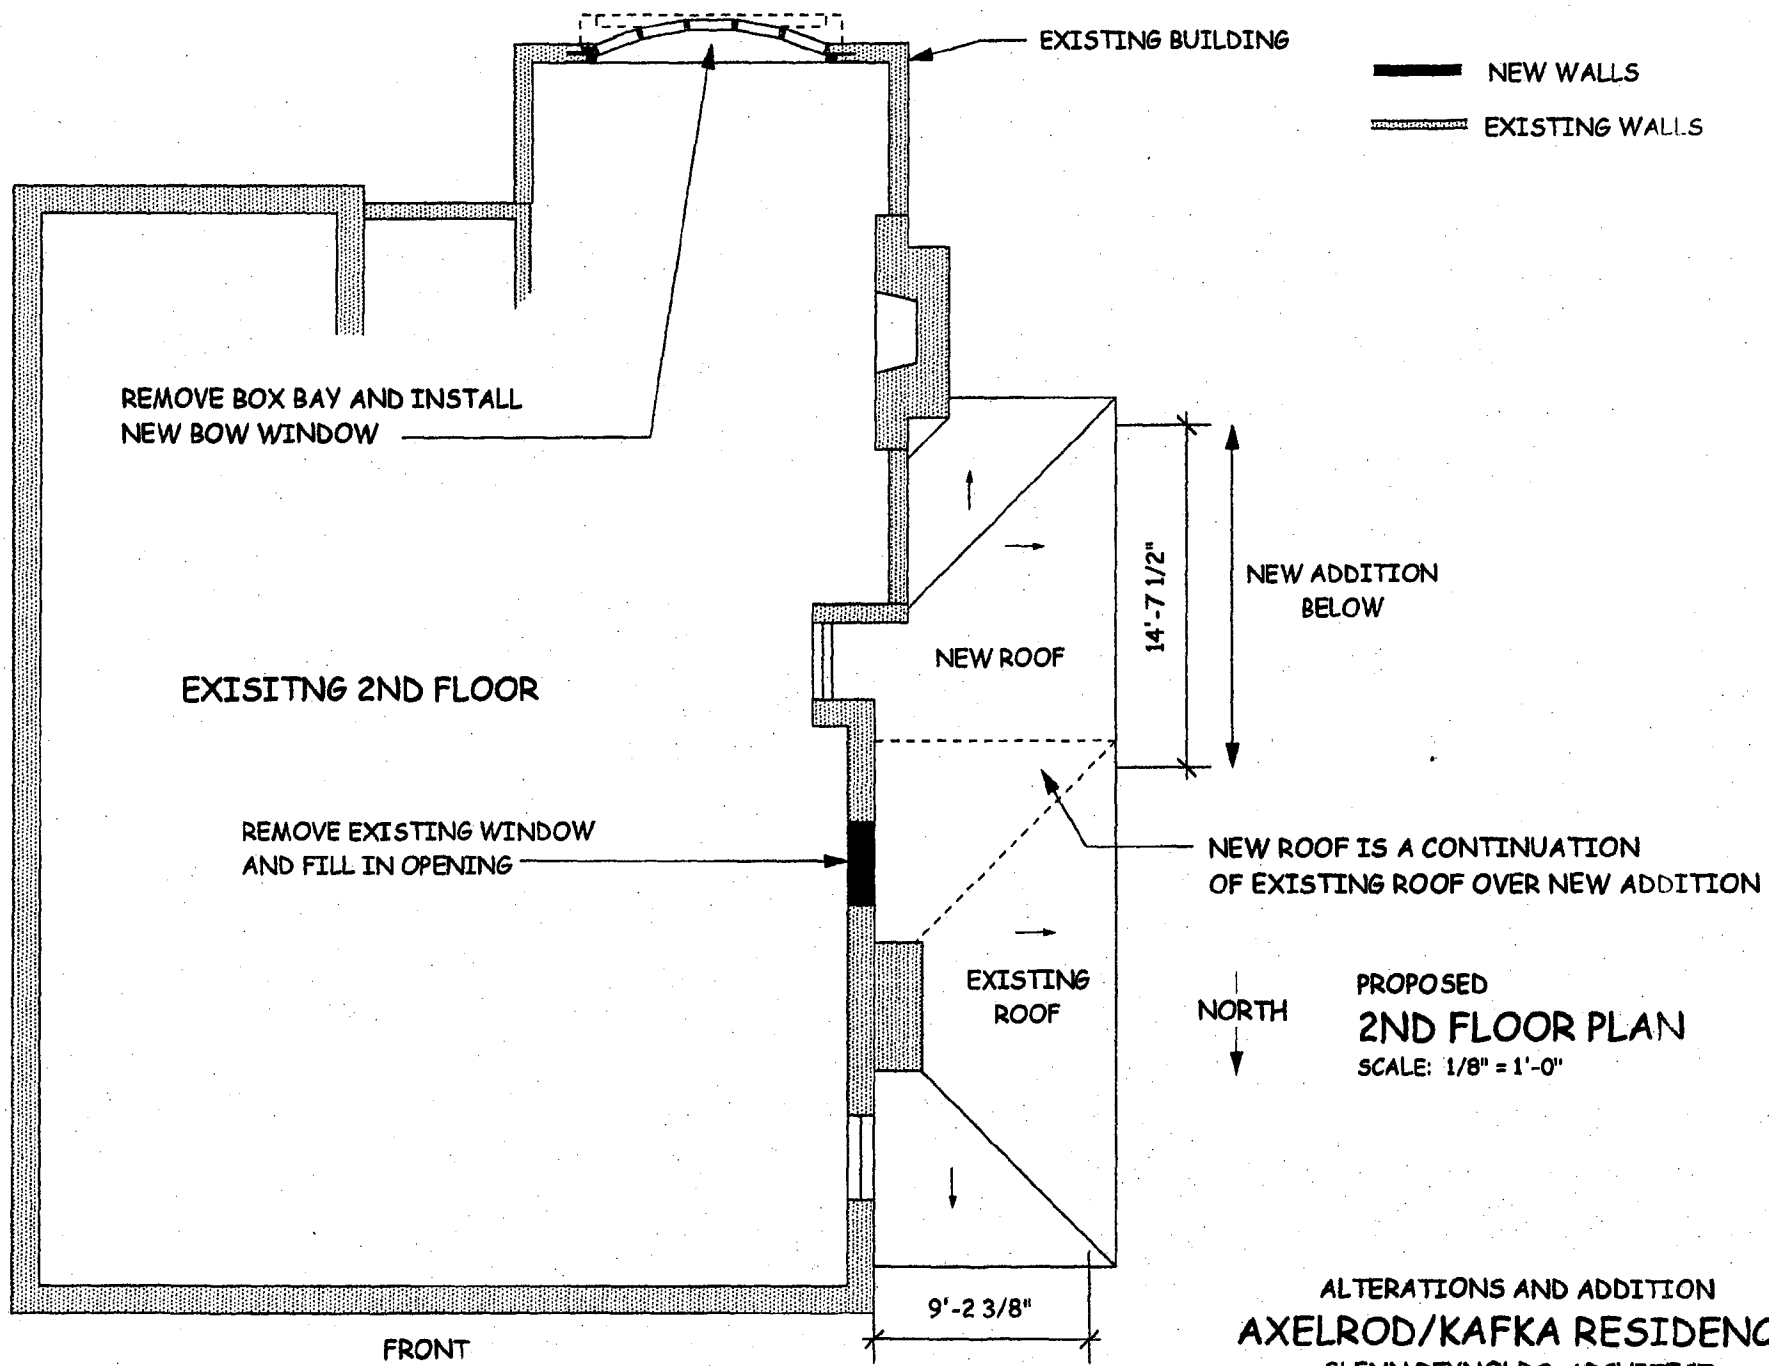 EXISTING BUILDING
NEW WALLS
EXISTING WALLS
REMOVE BOX BAY AND INSTALL
NEW BOW WINDOW
14'-7 1/2"
NEW ADDITION
BELOW
NEW ROOF
EXISITNG 2ND FLOOR
REMOVE EXISTING WINDOW
AND FILL IN OPENING
NEW ROOF IS A CONTINUATION
OF EXISTING ROOF OVER NEW ADDITION
EXISTING
ROOF
NORTH
PROPOSED
2ND FLOOR PLAN
SCALE: 1/8" = 1'-0"
9'-2 3/8"
FRONT
ALTERATIONS AND ADDITION
AXELROD/KAFKA RESIDENC